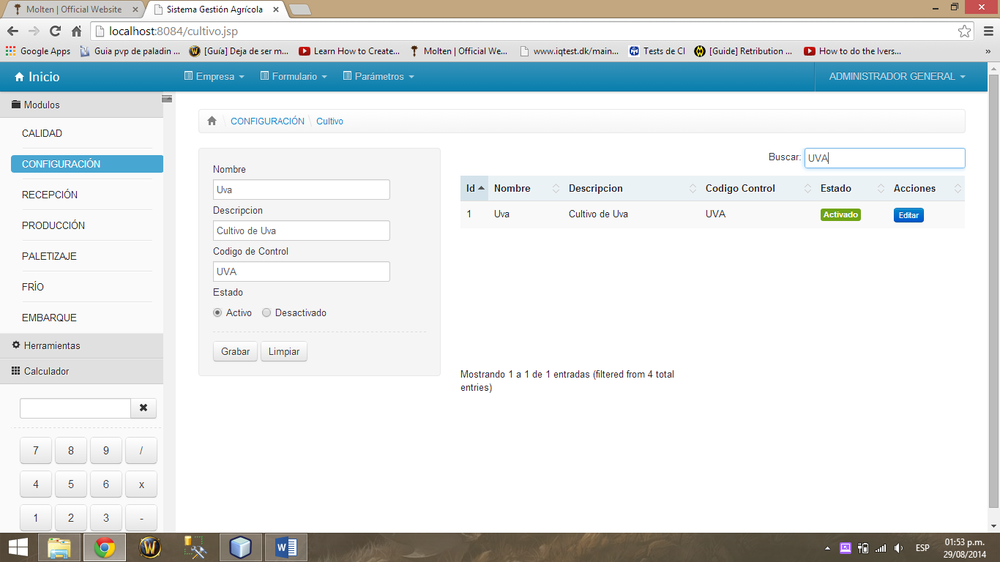 Molten | Official Website
Sistema Gestión Agrícola
localhost:8084/cultivo.jsp
Google Apps
Guia pvp de paladin ...
[Guía] Deja de ser m...
Learn How to Create...
Molten | Official We...
www.iqtest.dk/main...
Tests de CI
[Guide] Retribution ...
How to do the Ivers...
»
Inicio
Empresa
Formulario
Parámetros
ADMINISTRADOR GENERAL
Modulos
CALIDAD
CONFIGURACIÓN
RECEPCIÓN
PRODUCCIÓN
PALETIZAJE
FRÍO
EMBARQUE
Herramientas
Calculador
7 8 9 /
4 5 6 x
1 2 3 -
CONFIGURACIÓN \ Cultivo
Nombre
Uva
Descripcion
Cultivo de Uva
Codigo de Control
UVA
Estado
Activo Desactivado
Grabar Limpiar
Buscar: UVA
Id Nombre Descripcion Codigo Control Estado Acciones
1 Uva Cultivo de Uva UVA Activado Editar
Mostrando 1 a 1 de 1 entradas (filtered from 4 total
entries)
ESP
01:53 p.m.
29/08/2014